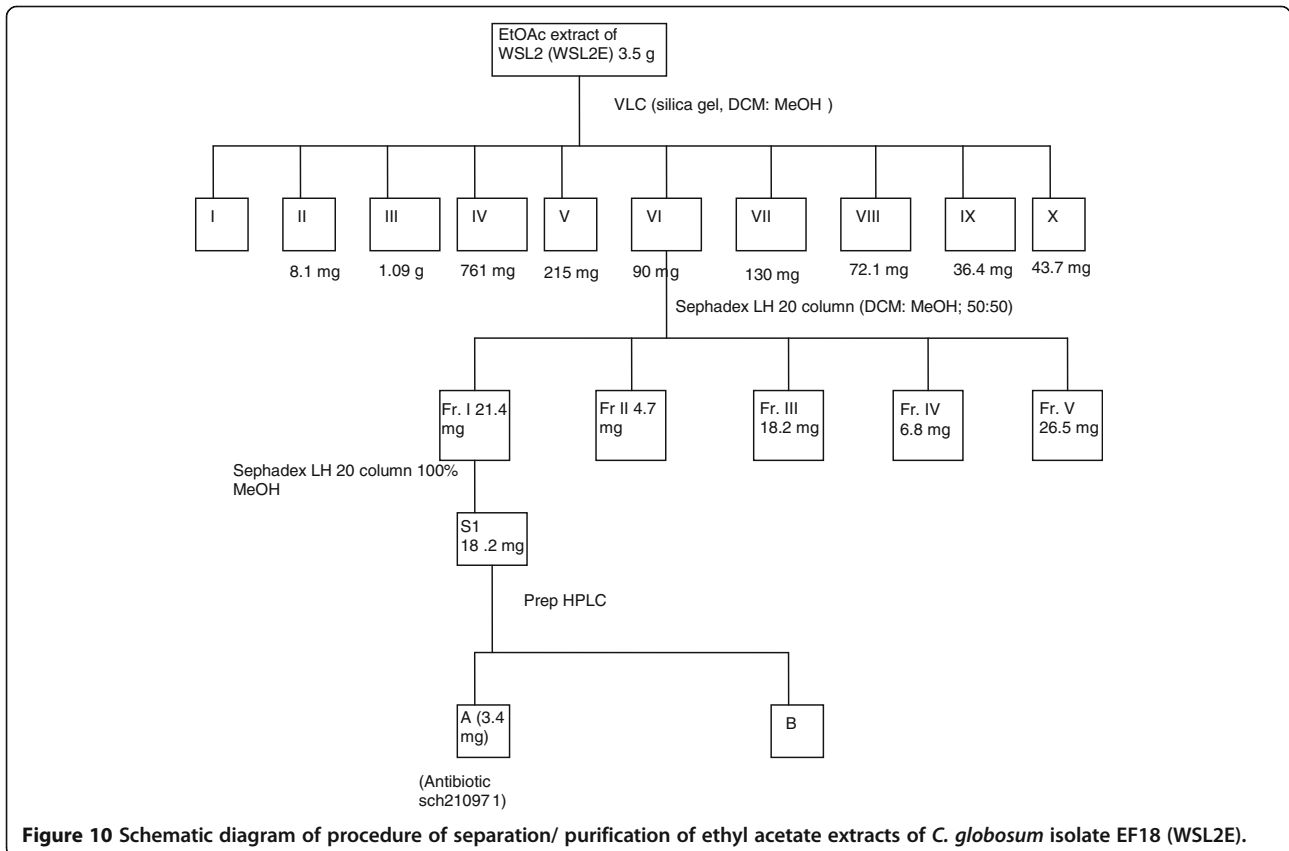 EtOAc extract of
WSL2 (WSL2E) 3.5 g
VLC (silica gel, DCM: MeOH )
I
II
III
IV
V
VI
VII
VIII
IX
X
8.1 mg
1.09 g
761 mg
215 mg
90 mg
130 mg
72.1 mg
36.4 mg
43.7 mg
Sephadex LH 20 column (DCM: MeOH; 50:50)
Fr. I 21.4
mg
Fr II 4.7
mg
Fr. III
18.2 mg
Fr. IV
6.8 mg
Fr. V
26.5 mg
Sephadex LH 20 column 100%
MeOH
S1
18 .2 mg
Prep HPLC
A (3.4
mg)
B
(Antibiotic
sch210971)
Figure 10 Schematic diagram of procedure of separation/ purification of ethyl acetate extracts of C. globosum isolate EF18 (WSL2E).